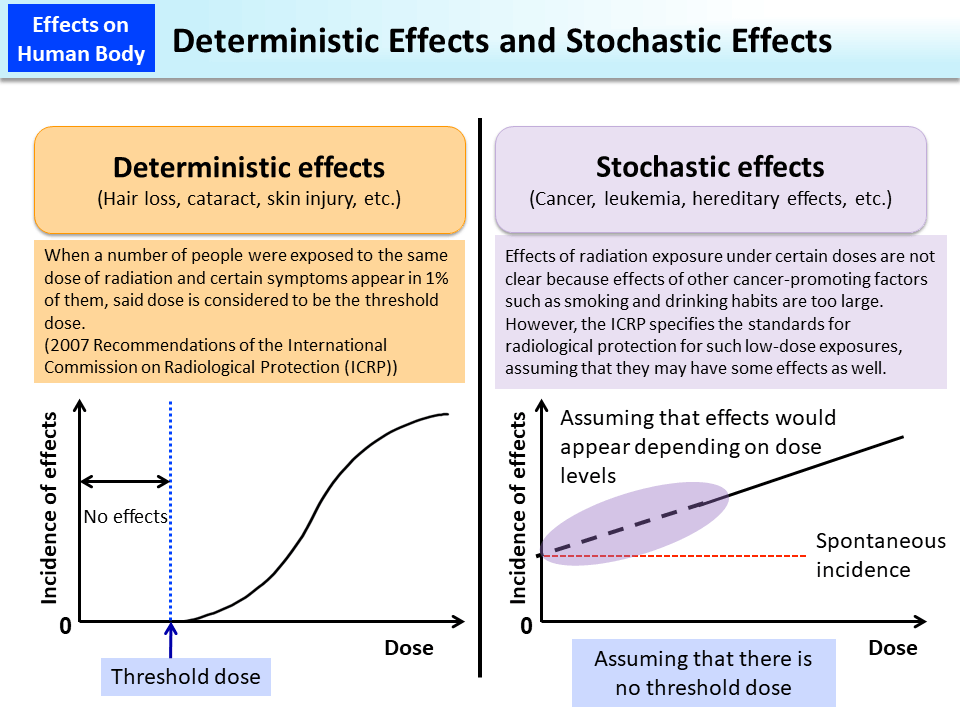 Effects on
Human Body
Deterministic Effects and Stochastic Effects
Deterministic effects
(Hair loss, cataract, skin injury, etc.)
When a number of people were exposed to the same
dose of radiation and certain symptoms appear in 1%
of them, said dose is considered to be the threshold
dose.
(2007 Recommendations of the International
Commission on Radiological Protection (ICRP))
Incidence of effects
No effects
0
Dose
Threshold dose
Stochastic effects
(Cancer, leukemia, hereditary effects, etc.)
Effects of radiation exposure under certain doses are not
clear because effects of other cancer-promoting factors
such as smoking and drinking habits are too large.
However, the ICRP specifies the standards for
radiological protection for such low-dose exposures,
assuming that they may have some effects as well.
Incidence of effects
Assuming that effects would
appear depending on dose
levels
Spontaneous
incidence
0
Dose
Assuming that there is
no threshold dose